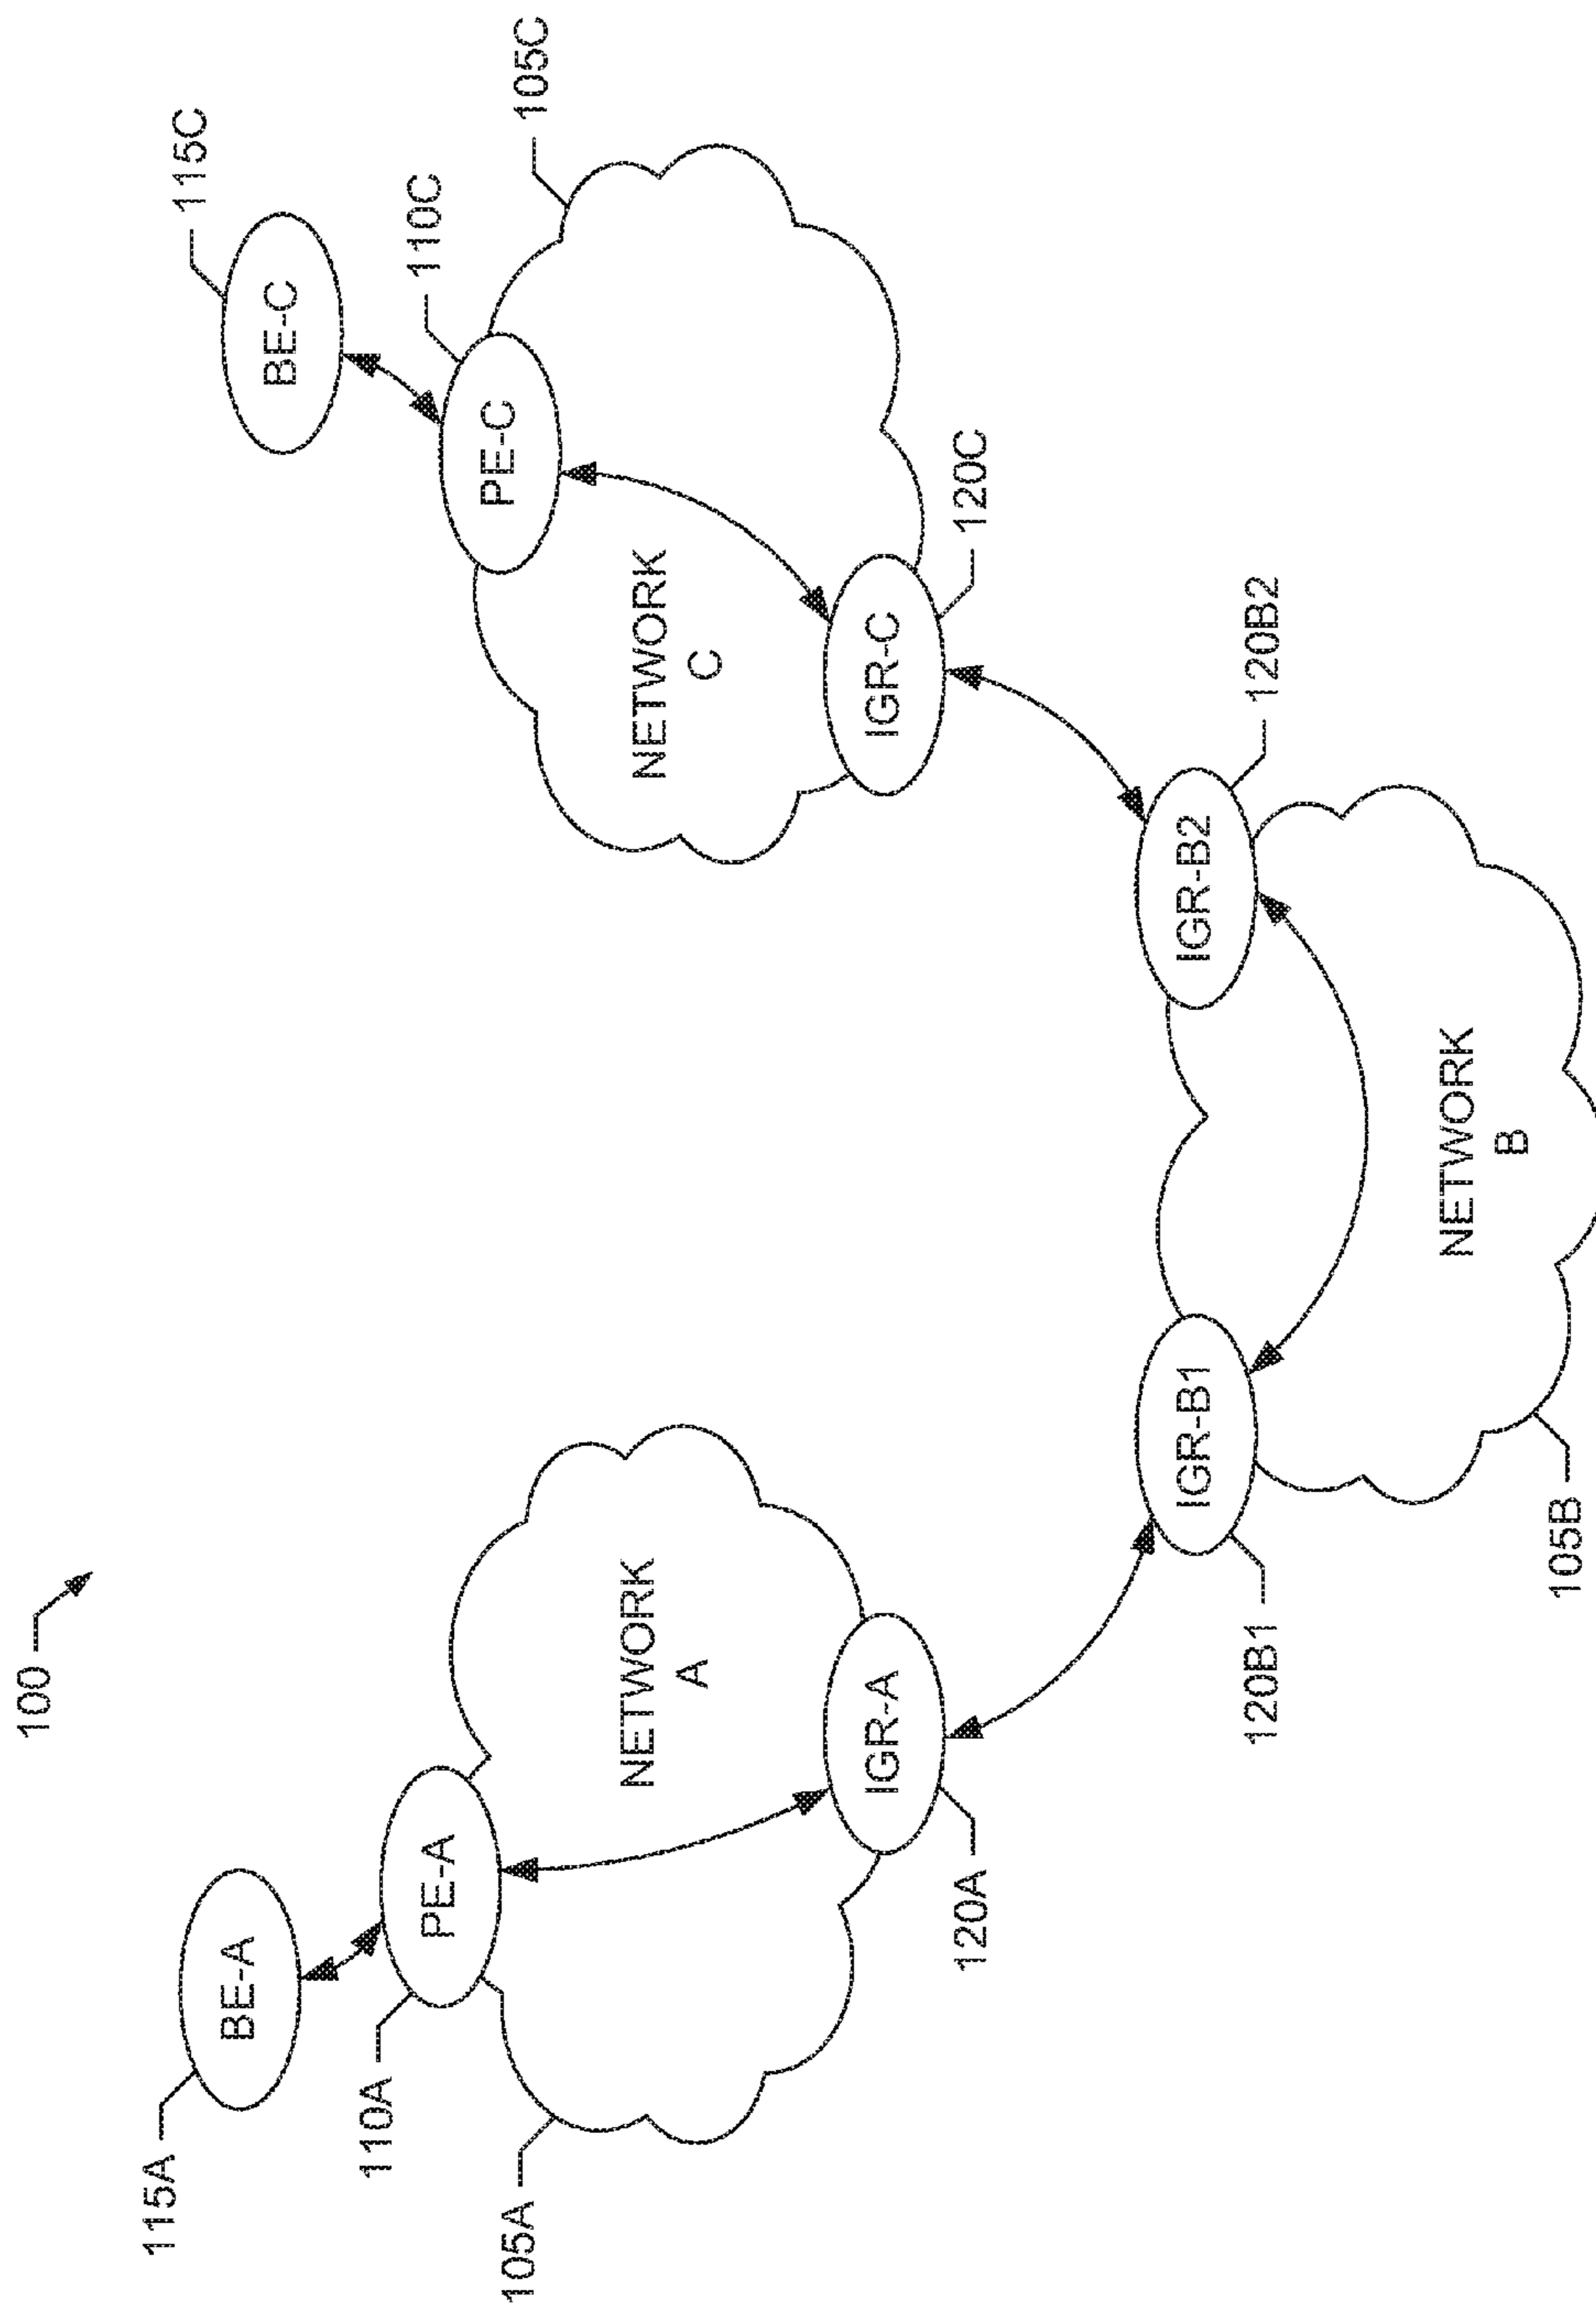 100
115A
115C
BE-A
BE-C
110A
110C
PE-A
PE-C
105A
105C
NETWORK
A
NETWORK
C
IGR-A
IGR-C
120A
120C
IGR-B1
IGR-B2
120B1
120B2
NETWORK
B
105B